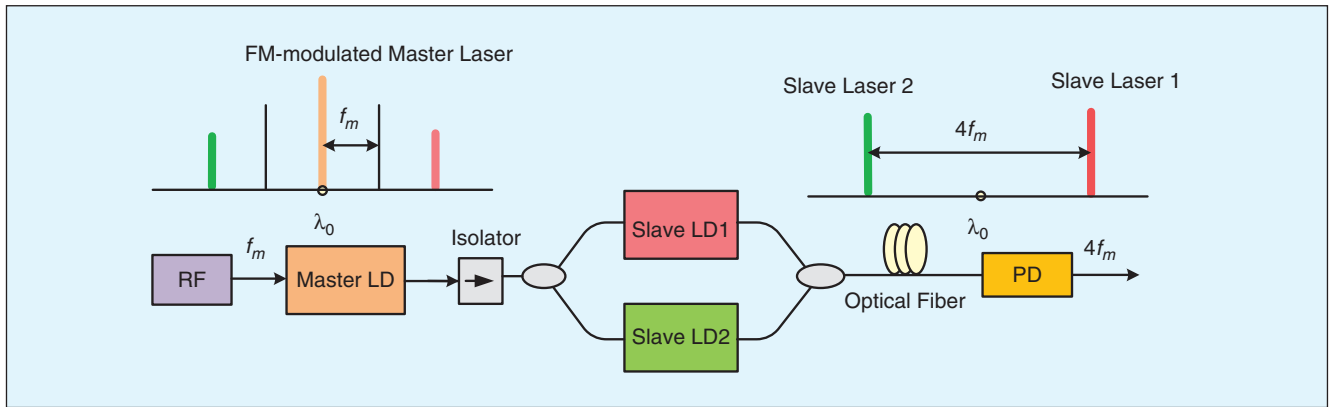 FM-modulated Master Laser
f_m
λ_0
Slave Laser 2
Slave Laser 1
4f_m
λ_0
RF
f_m
Master LD
Isolator
Slave LD1
Slave LD2
Optical Fiber
PD
4f_m